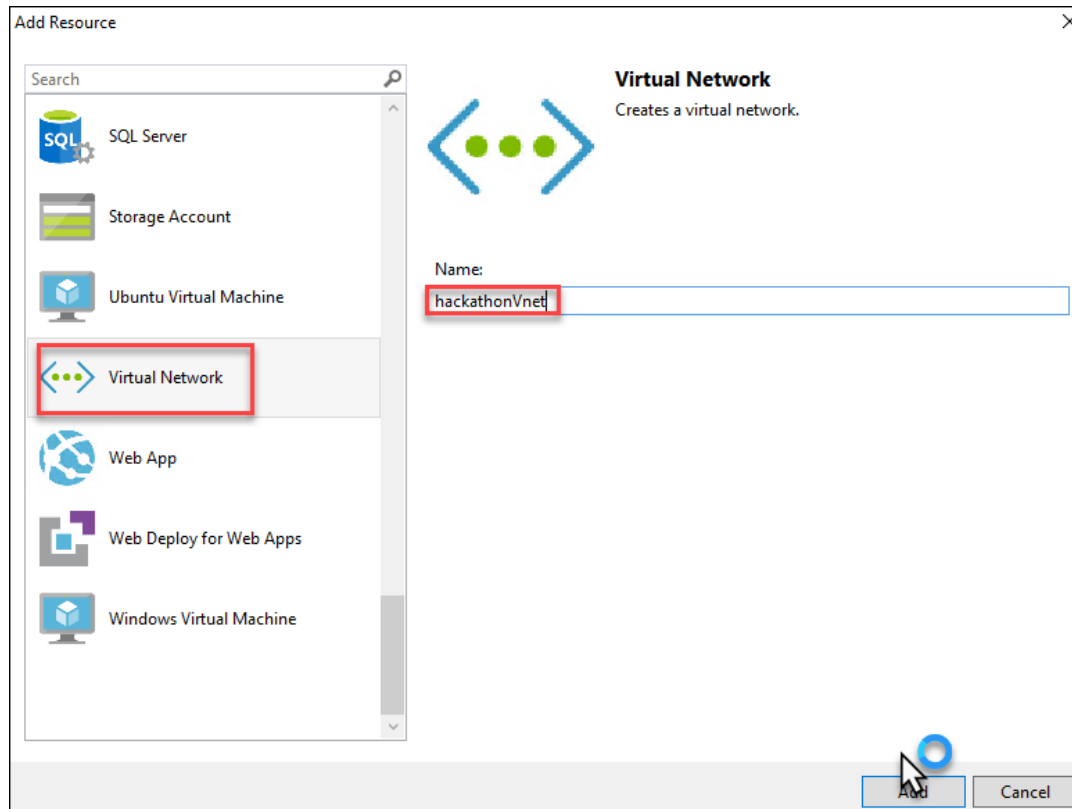 Add Resource
Search
SQL
SQL Server
Storage Account
Ubuntu Virtual Machine
Virtual Network
Web App
Web Deploy for Web Apps
Windows Virtual Machine
Virtual Network
Creates a virtual network.
Name:
hackathonVnet
Add
Cancel